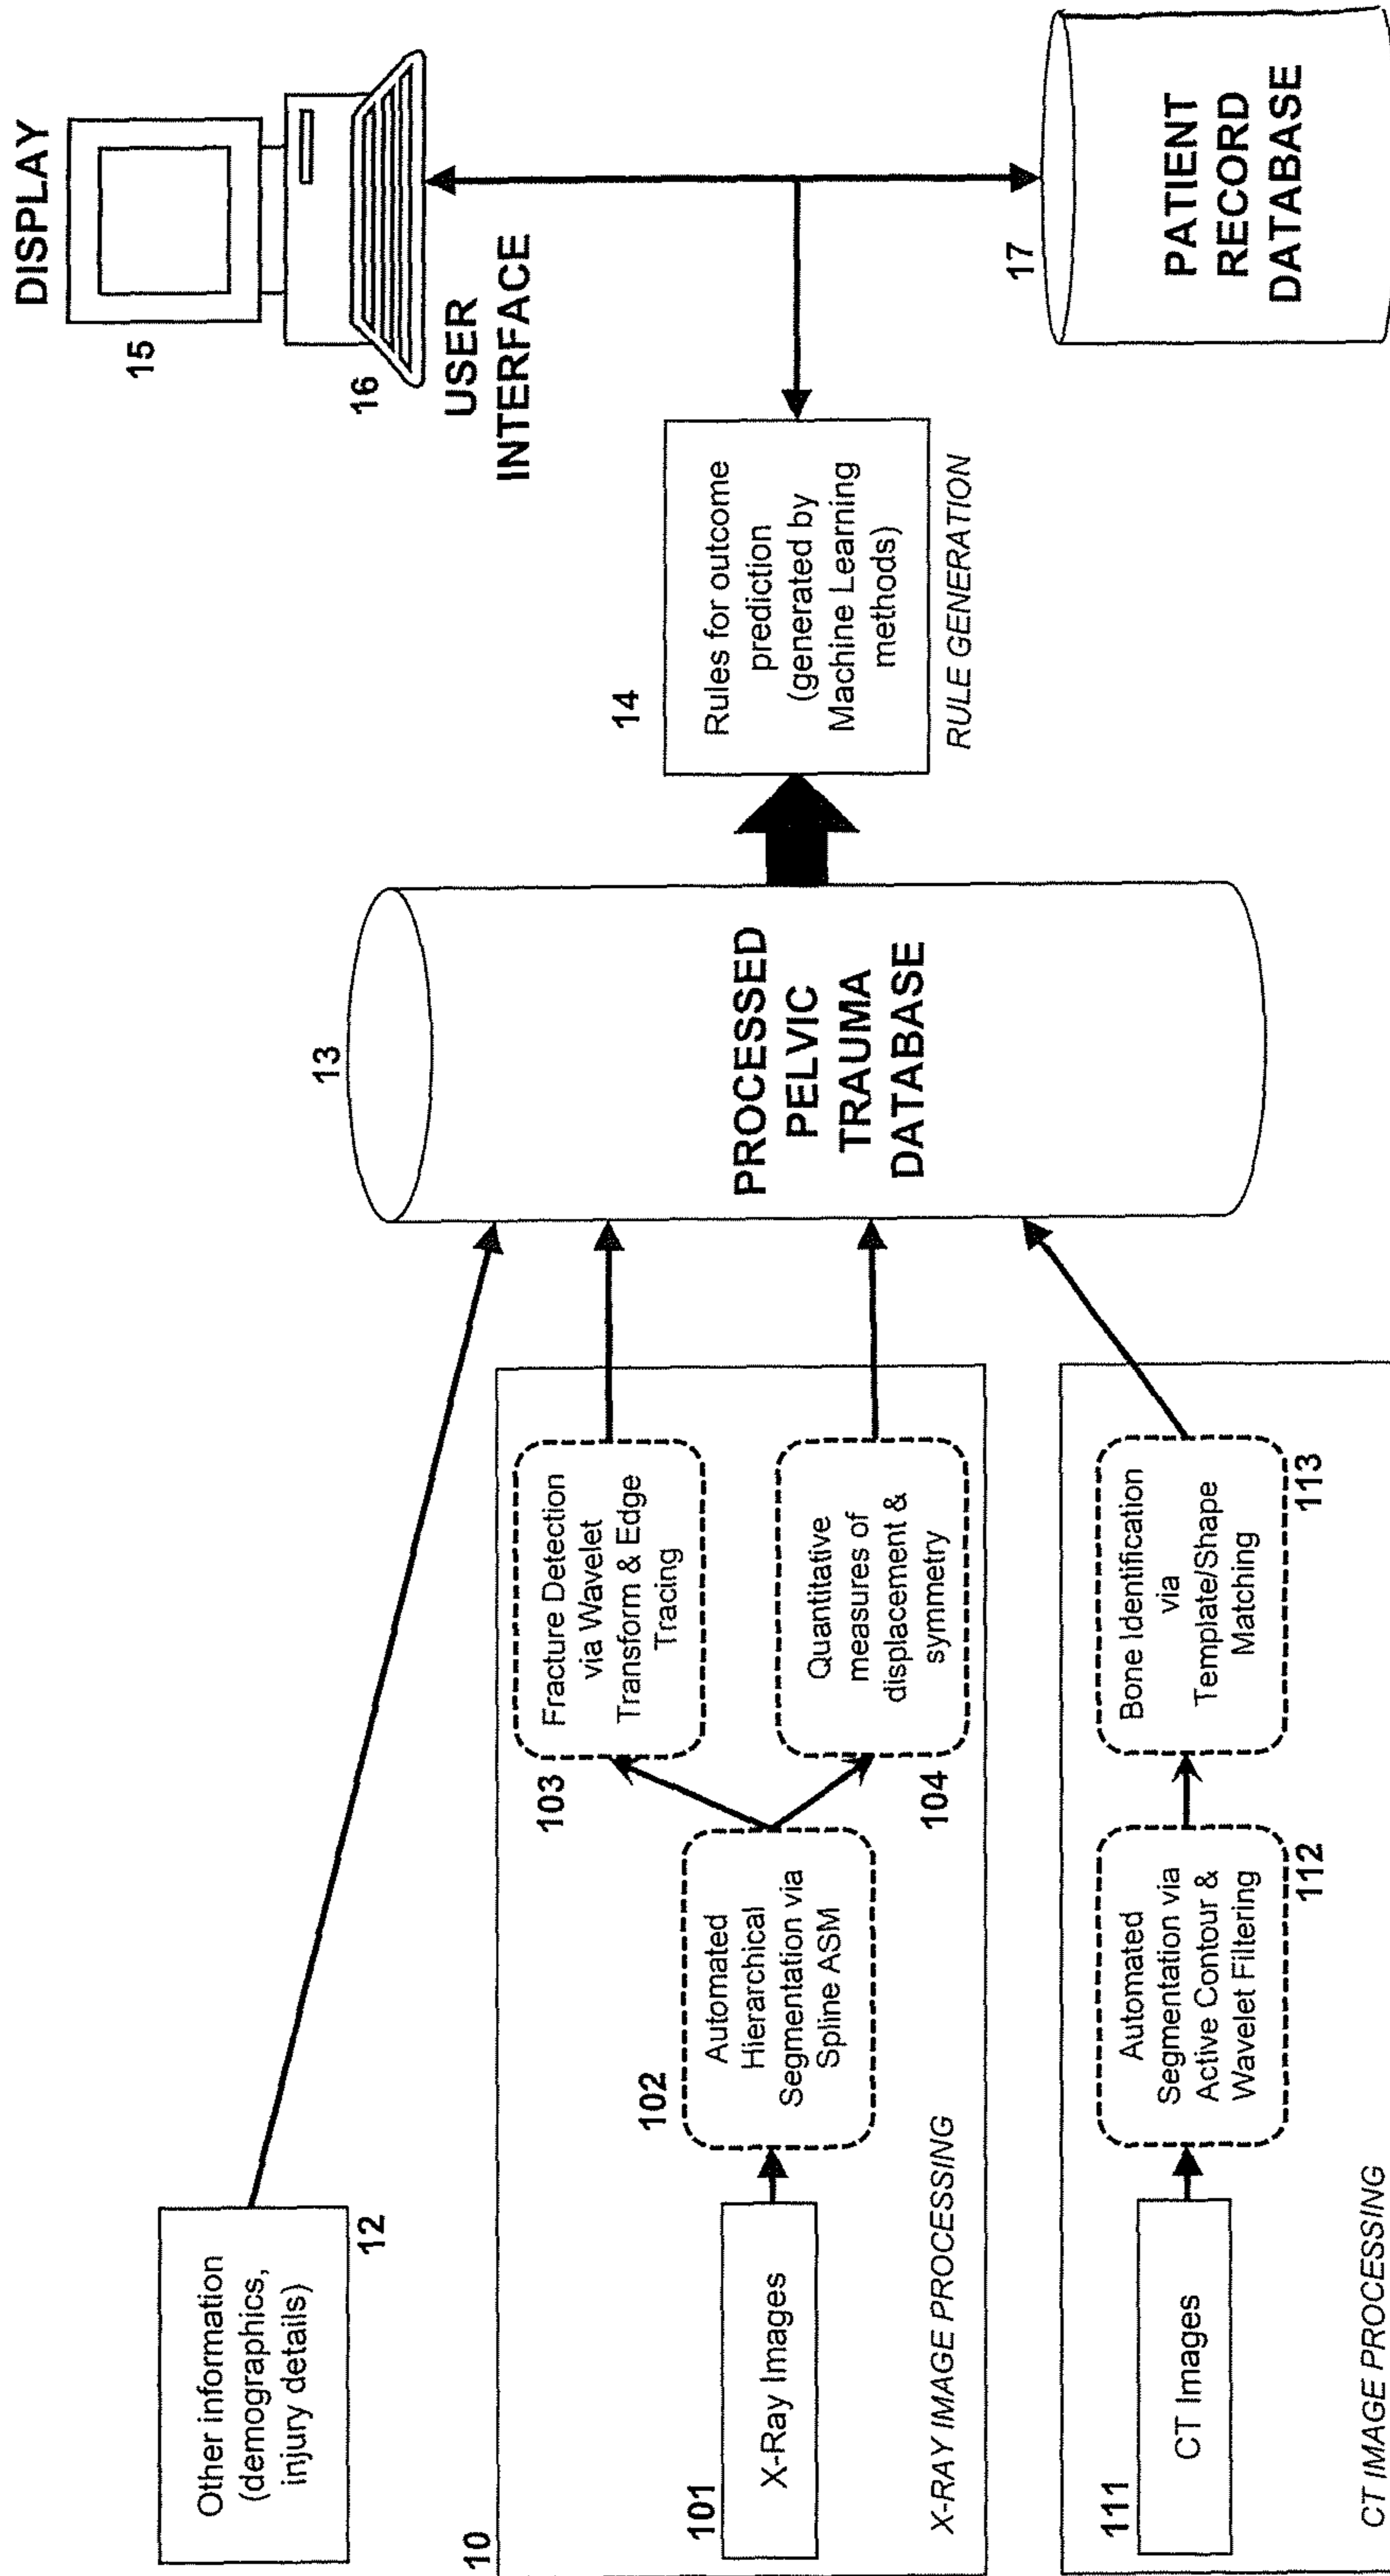 Other information
(demographics,
injury details)
12
10
101
X-Ray Images
X-RAY IMAGE PROCESSING
102
Automated
Hierarchical
Segmentation via
Spline ASM
103
Fracture Detection
via Wavelet
Transform & Edge
Tracing
Quantitative
measures of
displacement &
symmetry
104
111
CT Images
CT IMAGE PROCESSING
Automated
Segmentation via
Active Contour &
Wavelet Filtering
112
Bone Identification
via
Template/Shape
Matching
113
13
PROCESSED
PELVIC
TRAUMA
DATABASE
14
Rules for outcome
prediction
(generated by
Machine Learning
methods)
RULE GENERATION
DISPLAY
15
16
USER
INTERFACE
17
PATIENT
RECORD
DATABASE